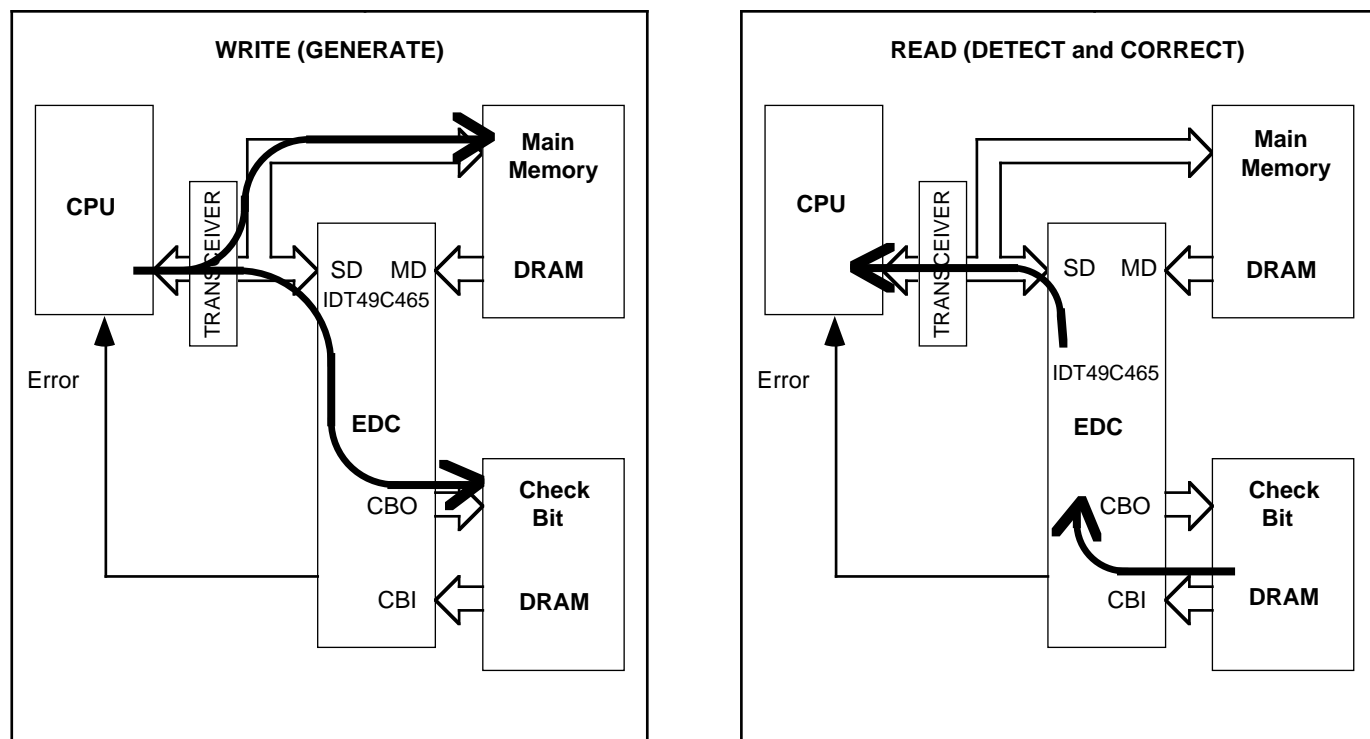 WRITE (GENERATE)
CPU
TRANSCEIVER
Main
Memory
DRAM
SD MD
IDT49C465
Error
EDC
CBO
Check
Bit
CBI
DRAM
READ (DETECT and CORRECT)
CPU
TRANSCEIVER
Main
Memory
DRAM
SD MD
IDT49C465
Error
EDC
CBO
Check
Bit
CBI
DRAM